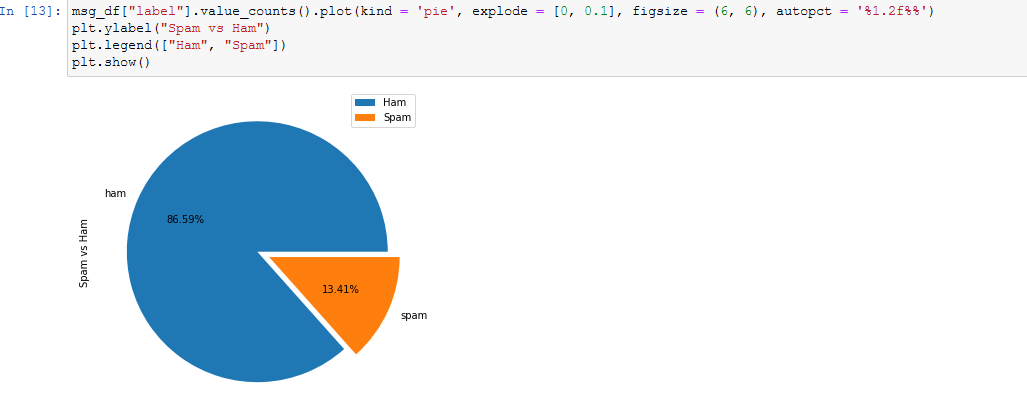 In [13]: msg_df["label"].value_counts().plot(kind = 'pie', explode = [0, 0.1], figsize = (6, 6), autopct = '%1.2f%%')
plt.ylabel("Spam vs Ham")
plt.legend(["Ham", "Spam"])
plt.show()
Ham
Spam
ham
86.59%
Spam vs Ham
13.41%
spam